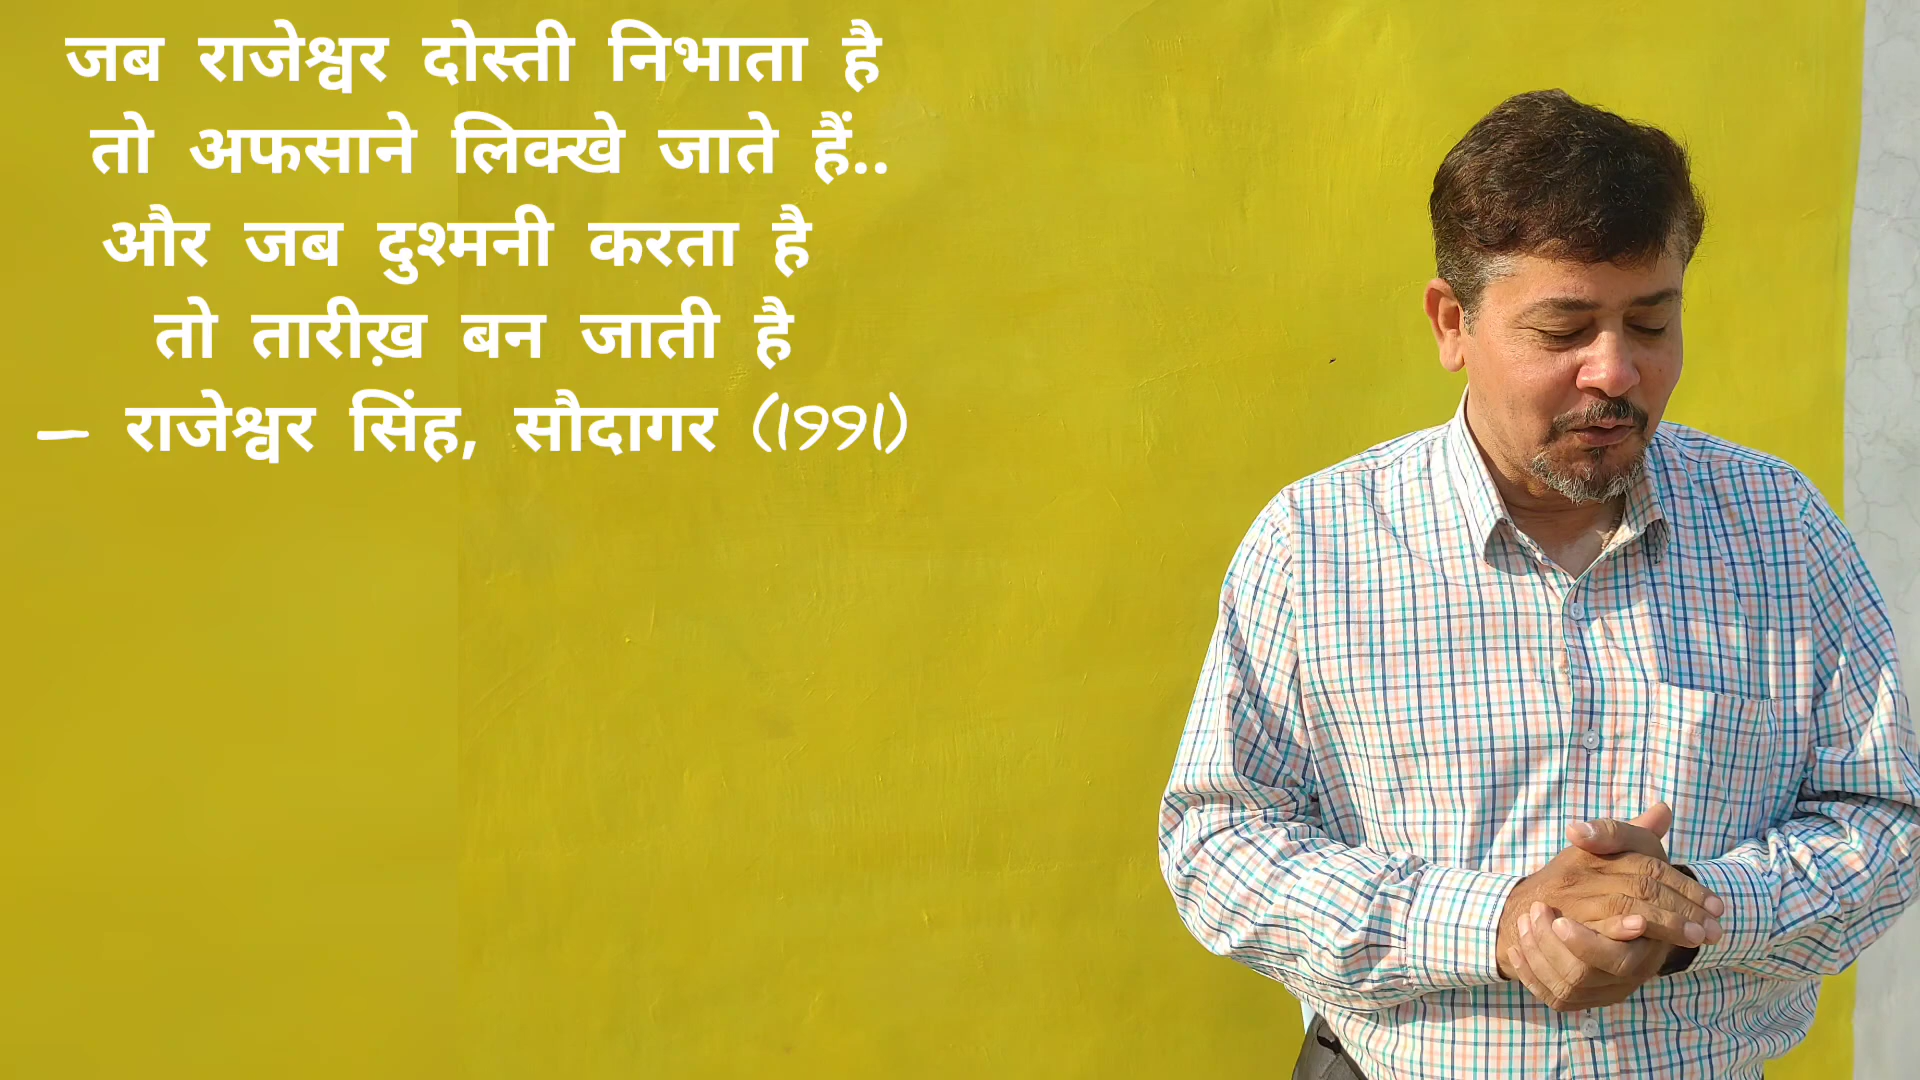 जब राजेश्वर दोस्ती निभाता है
तो अफसाने लिक्खे जाते हैं..
और जब दुश्मनी करता है
तो तारीख़ बन जाती है
– राजेश्वर सिंह, सौदागर (1991)